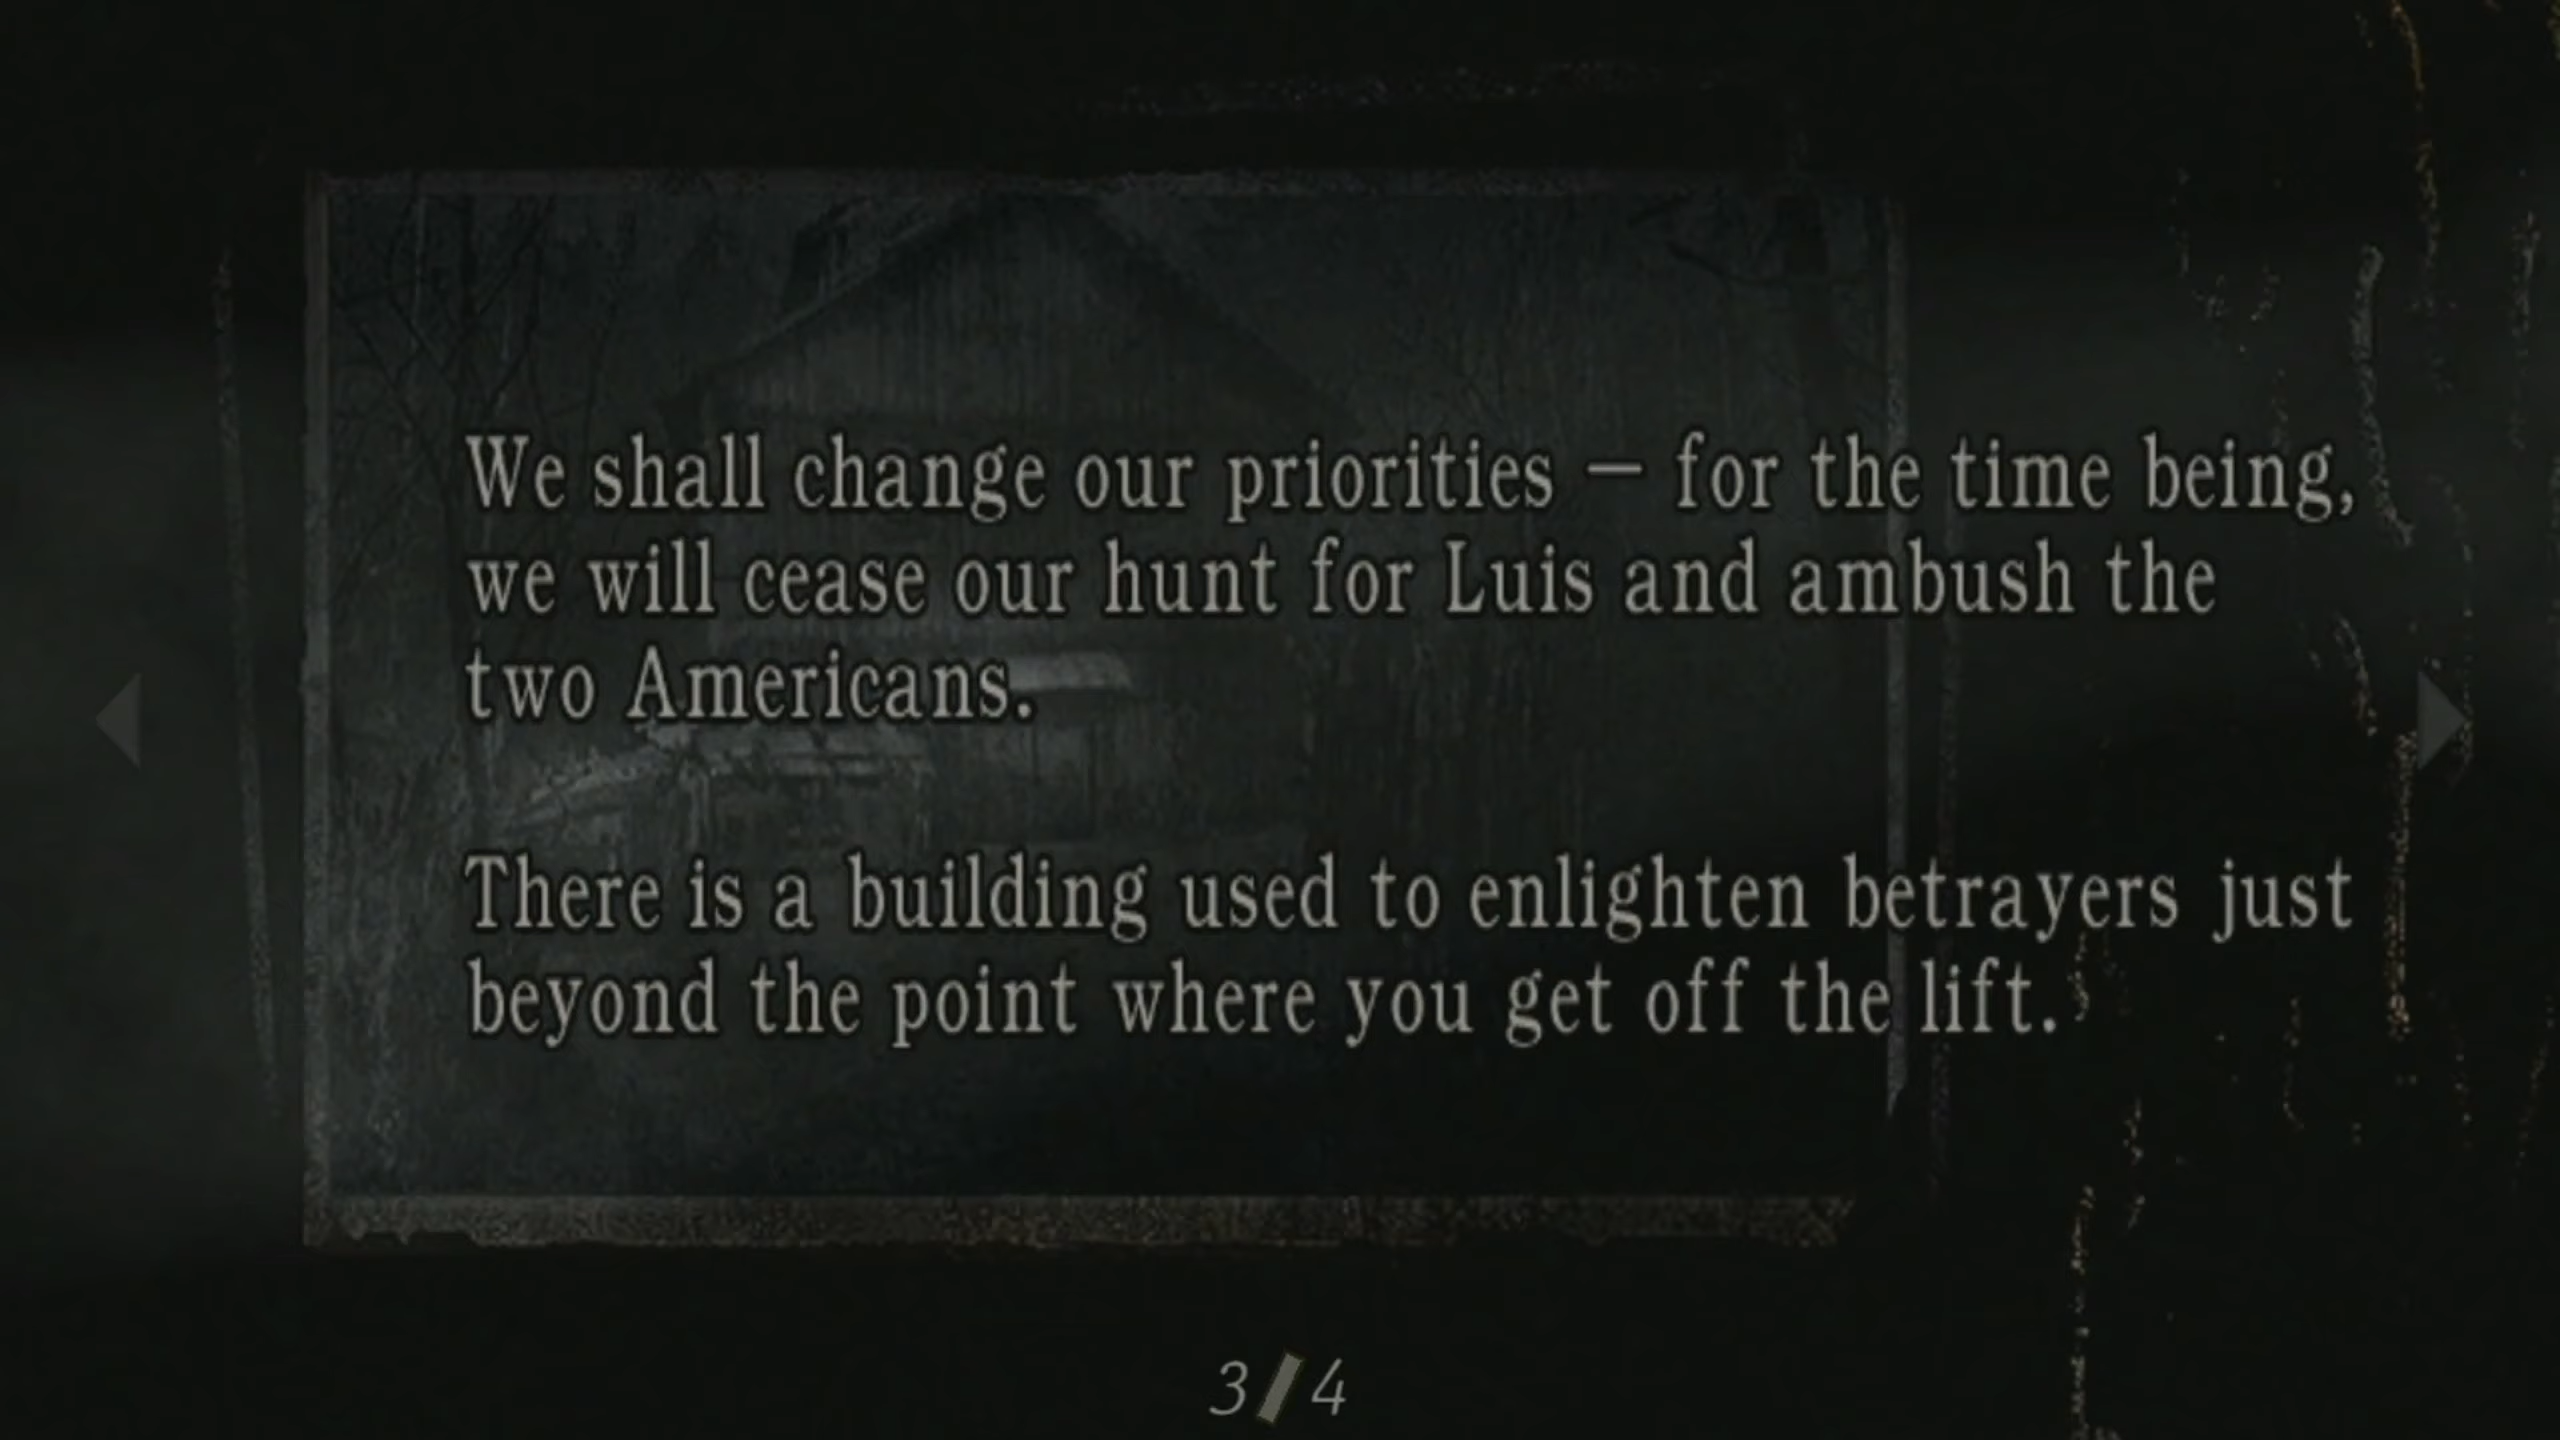 We shall change our priorities — for the time being,
we will cease our hunt for Luis and ambush the
two Americans.
There is a building used to enlighten betrayers just
beyond the point where you get off the lift.
3/4